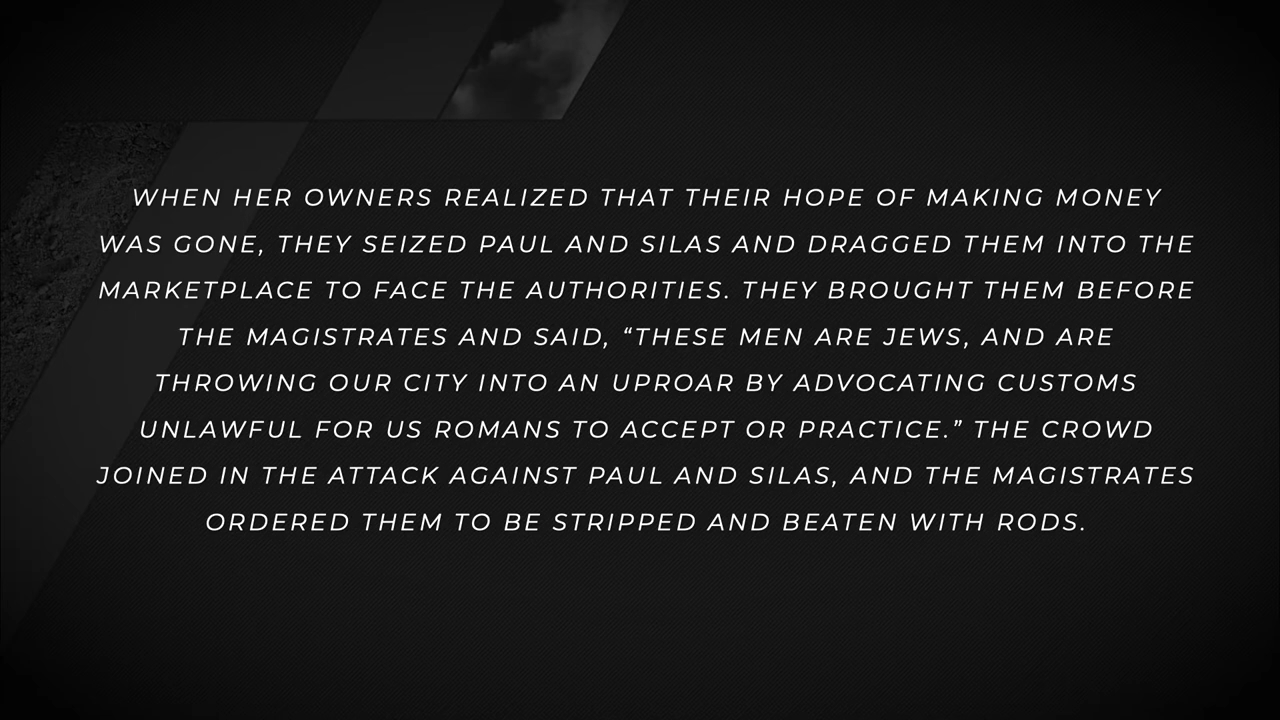 WHEN HER OWNERS REALIZED THAT THEIR HOPE OF MAKING MONEY
WAS GONE, THEY SEIZED PAUL AND SILAS AND DRAGGED THEM INTO THE
MARKETPLACE TO FACE THE AUTHORITIES. THEY BROUGHT THEM BEFORE
THE MAGISTRATES AND SAID, “THESE MEN ARE JEWS, AND ARE
THROWING OUR CITY INTO AN UPROAR BY ADVOCATING CUSTOMS
UNLAWFUL FOR US ROMANS TO ACCEPT OR PRACTICE.” THE CROWD
JOINED IN THE ATTACK AGAINST PAUL AND SILAS, AND THE MAGISTRATES
ORDERED THEM TO BE STRIPPED AND BEATEN WITH RODS.